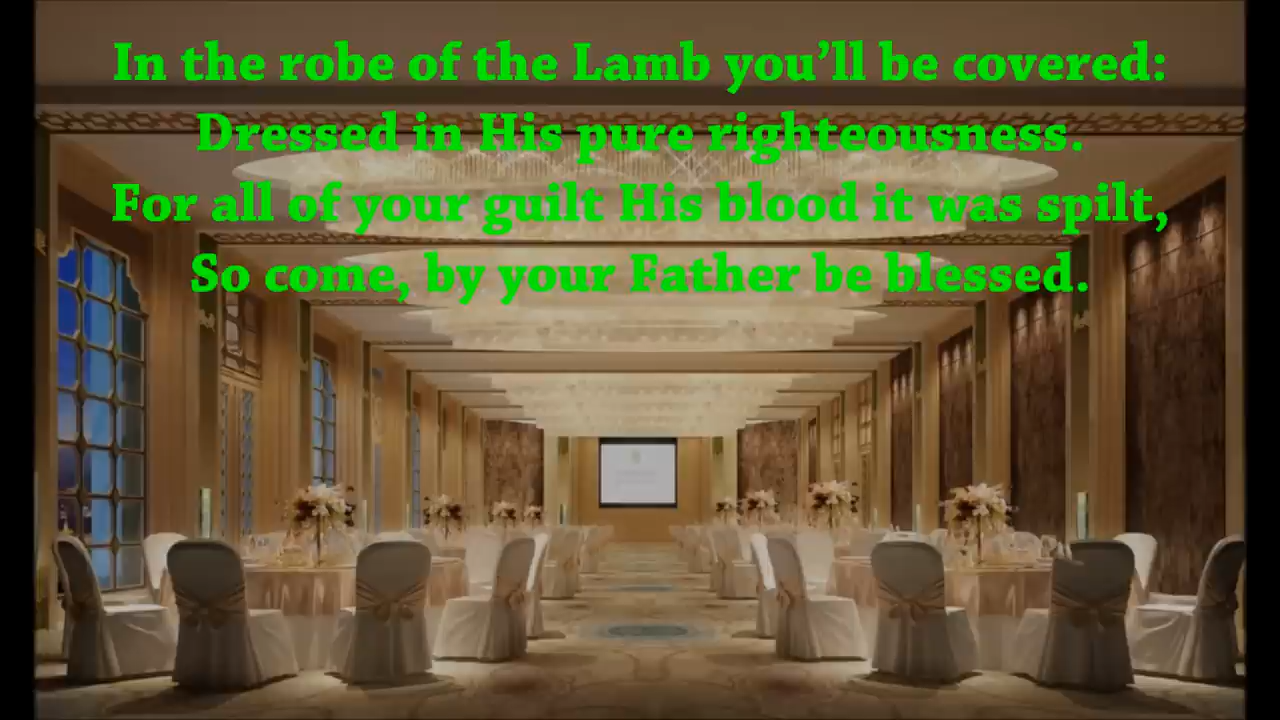 In the robe of the Lamb you’ll be covered:
Dressed in His pure righteousness.
For all of your guilt His blood it was spilt,
So come, by your Father be blessed.